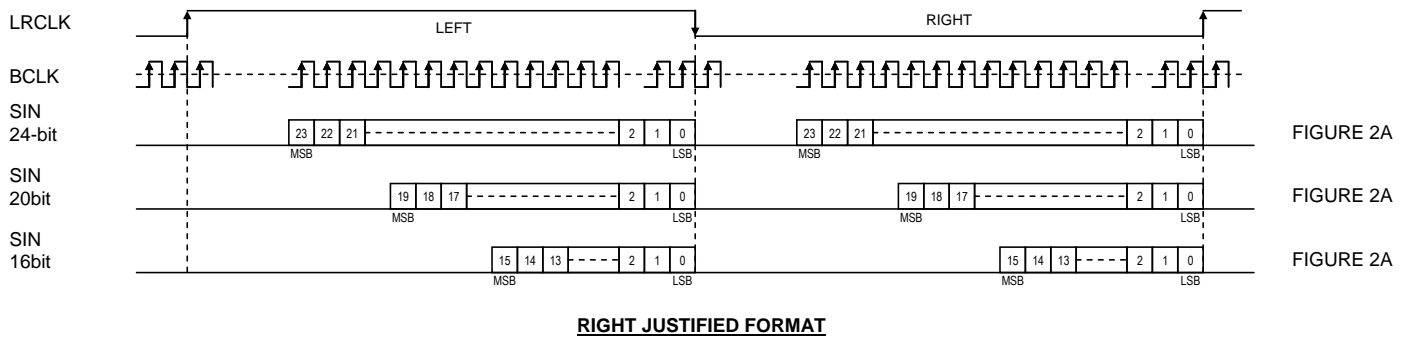 LRCLK LEFT RIGHT
BCLK
SIN
24-bit 23 22 21 2 1 0 23 22 21 2 1 0 FIGURE 2A
MSB LSB MSB LSB
SIN
20bit 19 18 17 2 1 0 19 18 17 2 1 0 FIGURE 2A
MSB LSB MSB LSB
SIN
16bit 15 14 13 2 1 0 15 14 13 2 1 0 FIGURE 2A
MSB LSB MSB LSB
RIGHT JUSTIFIED FORMAT